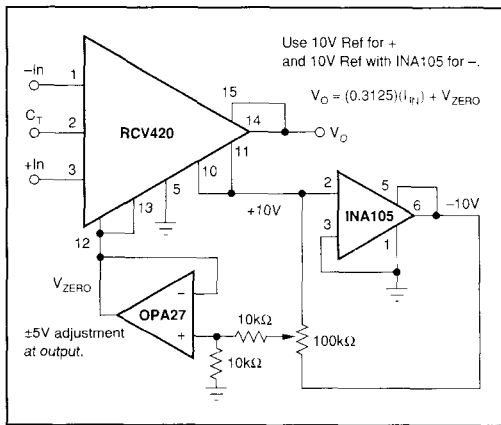 Use 10V Ref for +
and 10V Ref with INA105 for –.
V_O = (0.3125)(I_IN) + V_ZERO
–In
1
C_T
2
+In
3
RCV420
15
14
V_O
11
10
5
13
12
+10V
2
3
INA105
5
6
1
–10V
V_ZERO
±5V adjustment
at output.
–
+
OPA27
10kΩ
10kΩ
100kΩ